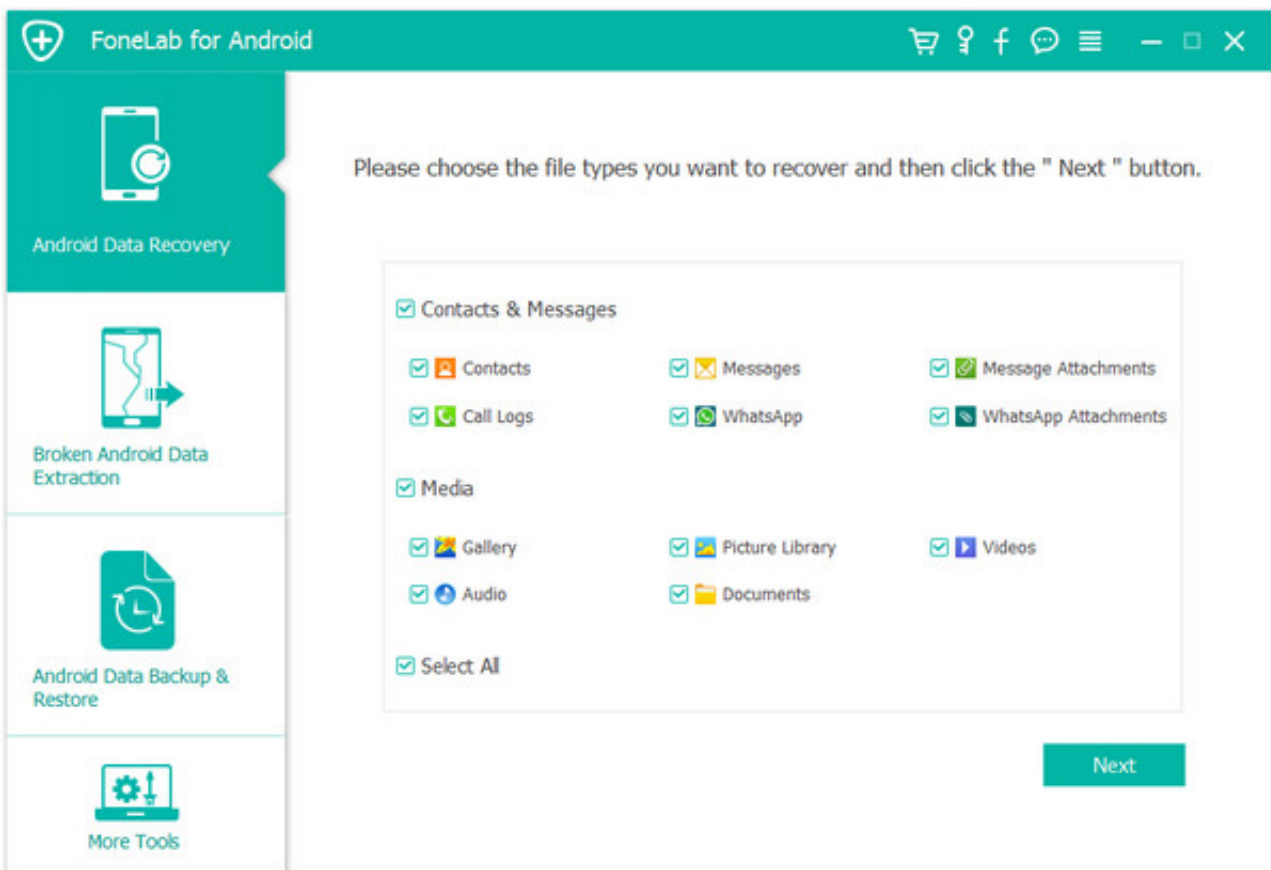 FoneLab for Android
Android Data Recovery
Broken Android Data
Extraction
Android Data Backup &
Restore
More Tools
Please choose the file types you want to recover and then click the " Next " button.
Contacts & Messages
Contacts
Messages
Message Attachments
Call Logs
WhatsApp
WhatsApp Attachments
Media
Gallery
Picture Library
Videos
Audio
Documents
Select All
Next